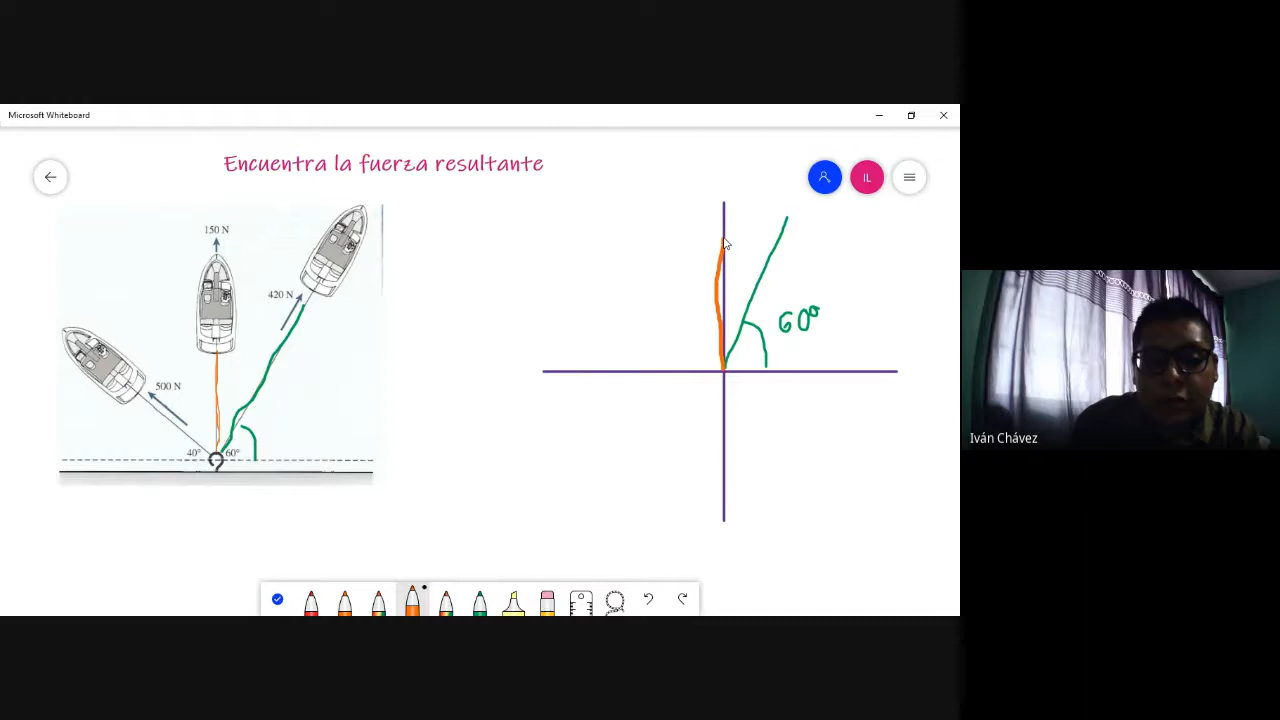 Microsoft Whiteboard
Encuentra la fuerza resultante
IL
150 N
420 N
500 N
40° 60°
60°
Iván Chávez